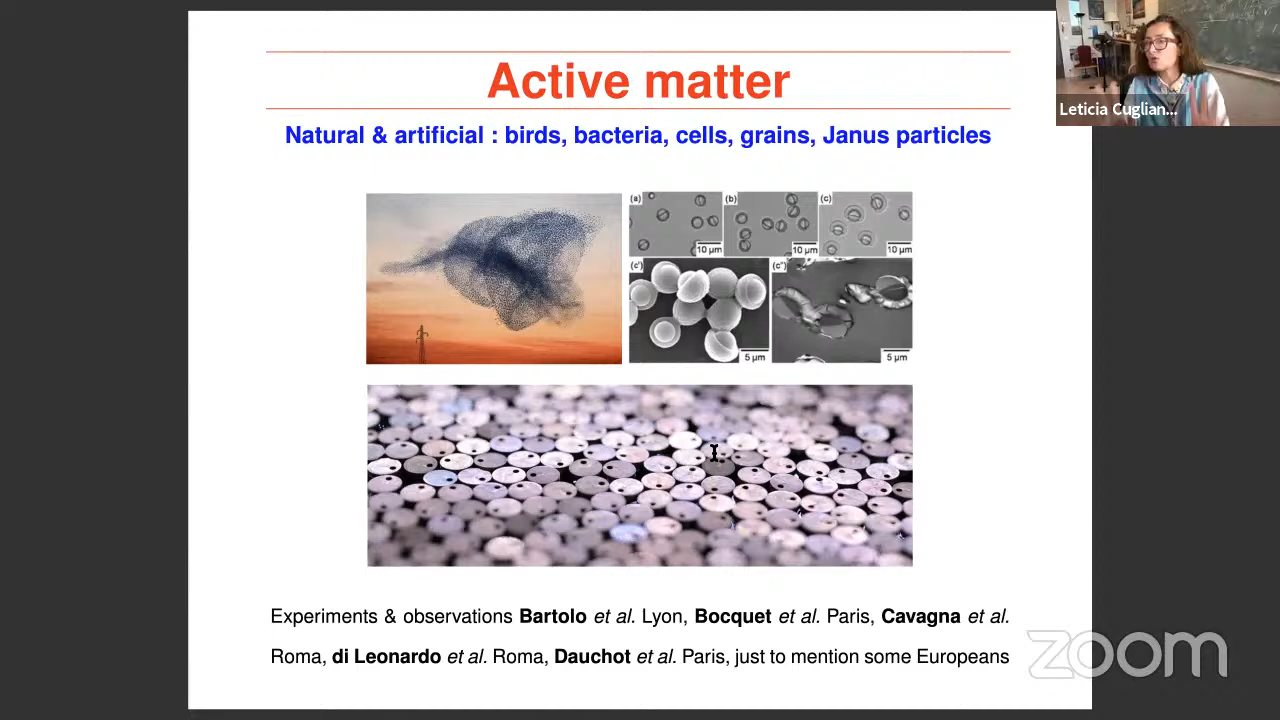 Active matter
Natural & artificial : birds, bacteria, cells, grains, Janus particles
(a)
(b)
(c)
10 μm
10 μm
10 μm
(c')
(c")
5 μm
5 μm
Experiments & observations Bartolo et al. Lyon, Bocquet et al. Paris, Cavagna et al.
Roma, di Leonardo et al. Roma, Dauchot et al. Paris, just to mention some Europeans
Leticia Cuglian...
zoom